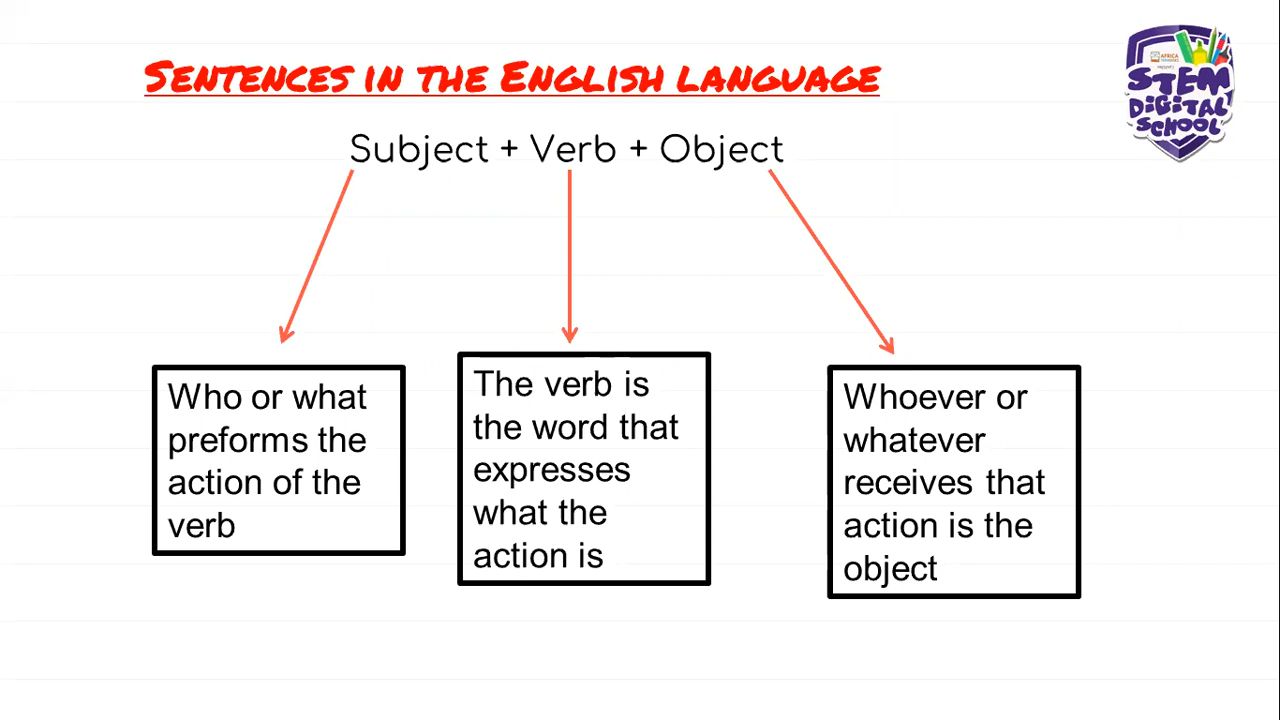 Sentences in the English language
Subject + Verb + Object
Who or what
preforms the
action of the
verb
The verb is
the word that
expresses
what the
action is
Whoever or
whatever
receives that
action is the
object
AFRICA
STEM
DiGiTAL
SCHOOL